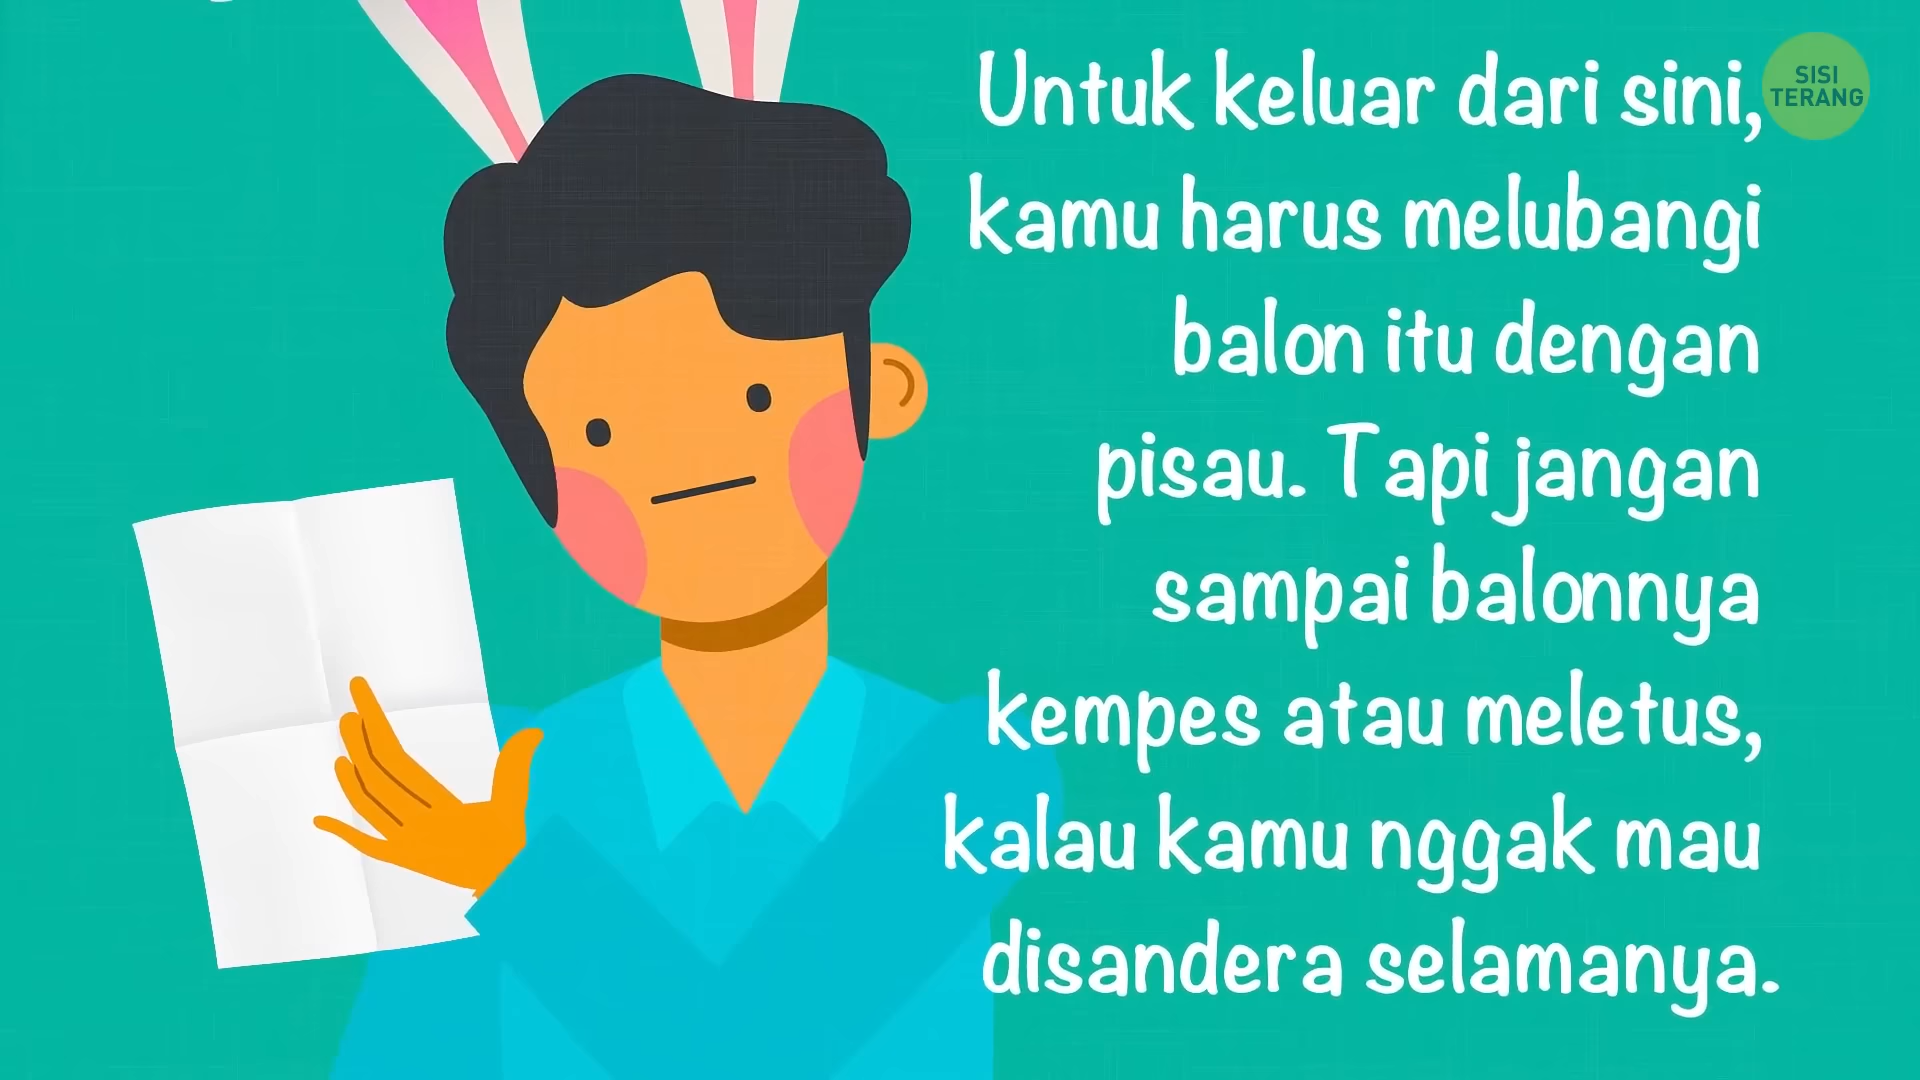 Untuk keluar dari sini,
kamu harus melubangi
balon itu dengan
pisau. Tapi jangan
sampai balonnya
kempes atau meletus,
kalau kamu nggak mau
disandera selamanya.
SISI
TERANG